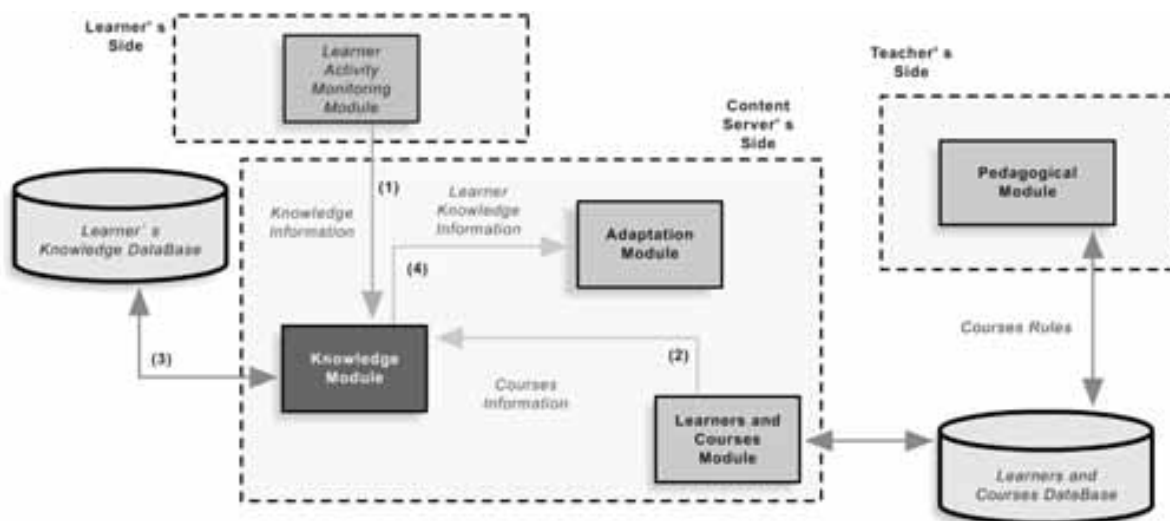 Learner's
Side
Learner
Activity
Monitoring
Module
Teacher's
Side
Content
Server's
Side
Pedagogical
Module
(1)
Learner
Knowledge
Information
Knowledge
Information
Adaptation
Module
Learner's
Knowledge DataBase
(4)
Courses Rules
(3)
Knowledge
Module
(2)
Courses
Information
Learners and
Courses
Module
Learners and
Courses DataBase